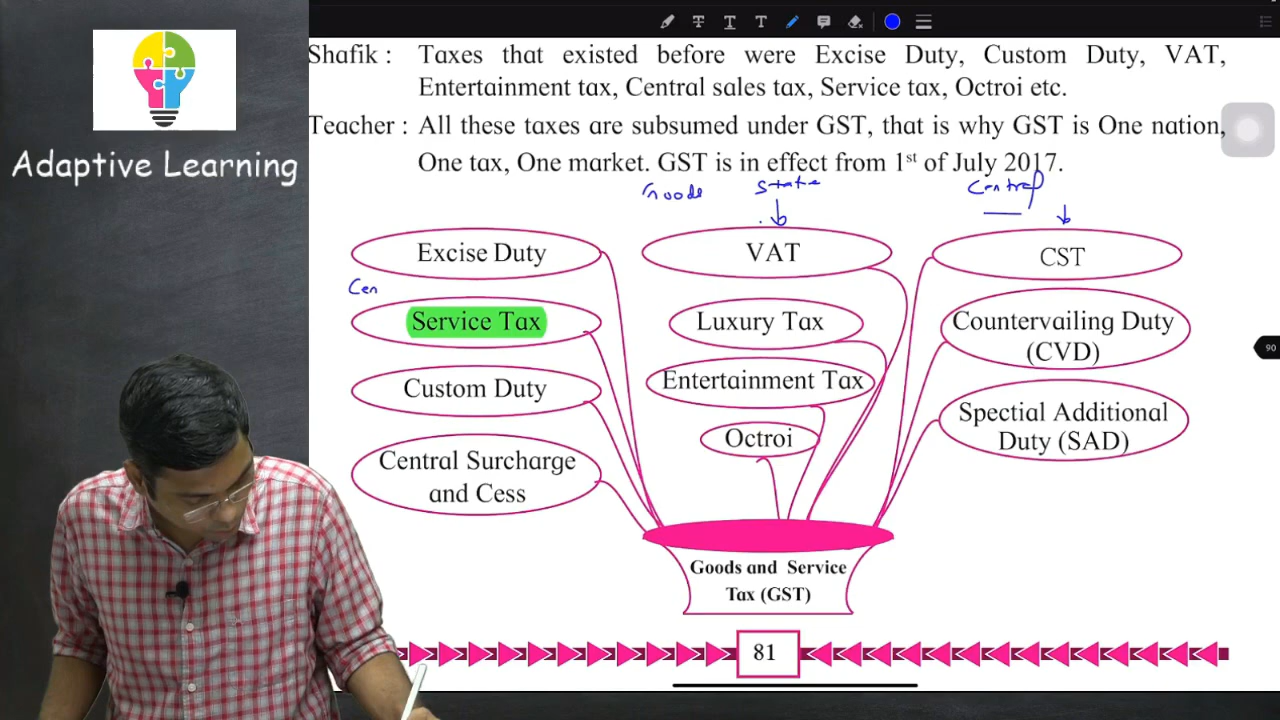 Shafik : Taxes that existed before were Excise Duty, Custom Duty, VAT,
Entertainment tax, Central sales tax, Service tax, Octroi etc.
Teacher : All these taxes are subsumed under GST, that is why GST is One nation,
One tax, One market. GST is in effect from 1st of July 2017.
Adaptive Learning
Goods State Central
Excise Duty VAT CST
Cen
Service Tax Luxury Tax Countervailing Duty
(CVD)
Custom Duty Entertainment Tax
Octroi Spectial Additional
Duty (SAD)
Central Surcharge
and Cess
Goods and Service
Tax (GST)
81
90